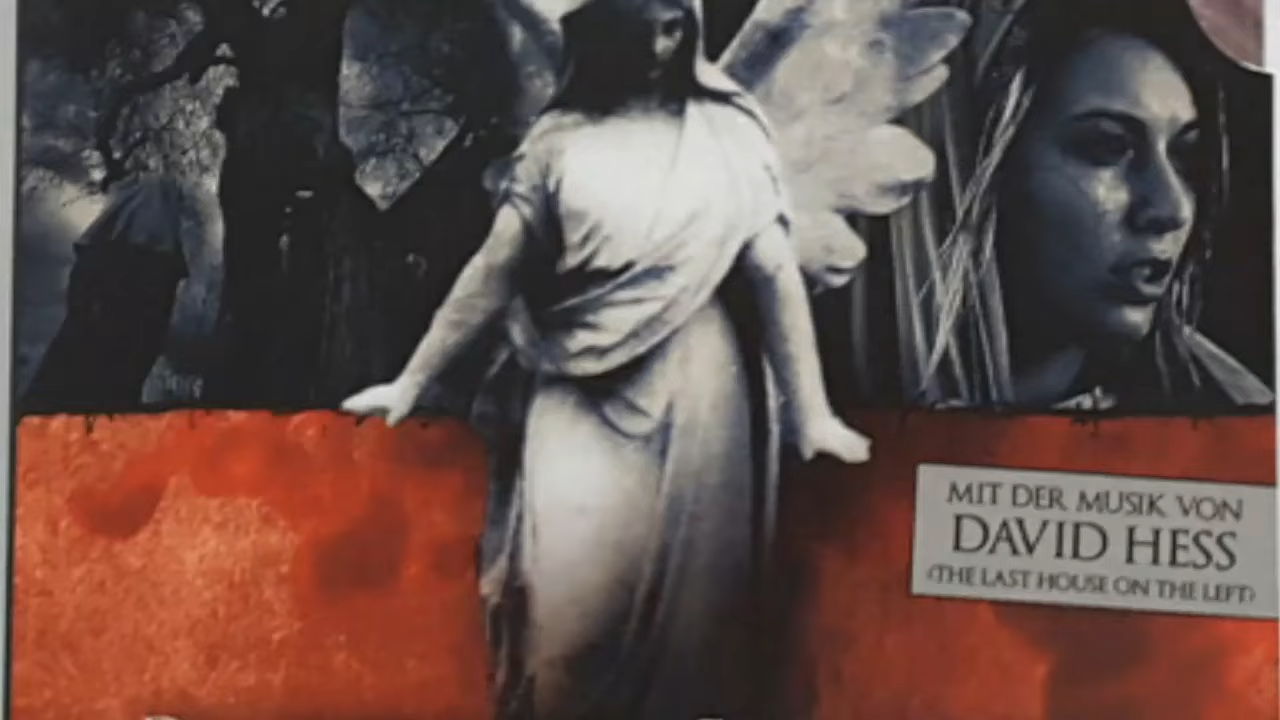 MIT DER MUSIK VON
DAVID HESS
(THE LAST HOUSE ON THE LEFT)